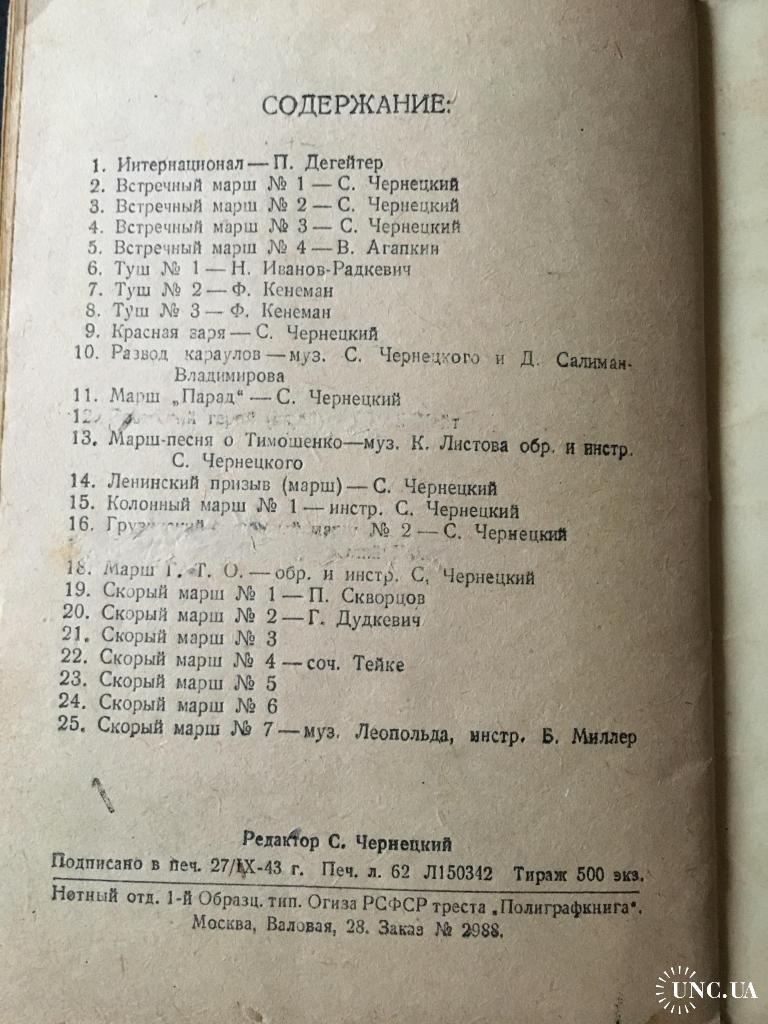 СОДЕРЖАНИЕ:
1. Интернационал — П. Дегейтер
2. Встречный марш № 1 — С. Чернецкий
3. Встречный марш № 2 — С. Чернецкий
4. Встречный марш № 3 — С. Чернецкий
5. Встречный марш № 4 — В. Агапкин
6. Туш № 1 — Н. Иванов-Радкевич
7. Туш № 2 — Ф. Кенеман
8. Туш № 3 — Ф. Кенеман
9. Красная заря — С. Чернецкий
10. Развод караулов — муз. С. Чернецкого и Д. Салиман-
Владимирова
11. Марш „Парад“ — С. Чернецкий
12.
13. Марш-песня о Тимошенко — муз. К. Листова обр. и инстр.
С. Чернецкого
14. Ленинский призыв (марш) — С. Чернецкий
15. Колонный марш № 1 — инстр. С. Чернецкий
16. марш № 2 — С. Чернецкий
18. Марш Г. Т. О. — обр. и инстр. С, Чернецкий
19. Скорый марш № 1 — П. Скворцов
20. Скорый марш № 2 — Г. Дудкевич
21. Скорый марш № 3
22. Скорый марш № 4 — соч. Тейке
23. Скорый марш № 5
24. Скорый марш № 6
25. Скорый марш № 7 — муз. Леопольда, инстр. Б. Миллер
Редактор С. Чернецкий
Подписано в печ. 27/IX-43 г. Печ. л. 62 Л150342 Тираж 500 экз.
Нотный отд. 1-й Образц. тип. Огиза РСФСР треста „Полиграфкнига“.
Москва, Валовая, 28. Заказ № 2988.
UNC.UA